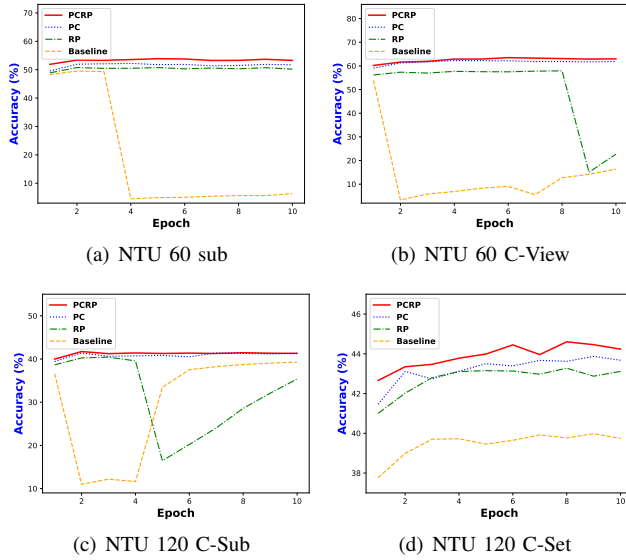 PCRP
PC
RP
Baseline
Accuracy (%)
70
60
50
40
30
20
10
2 4 6 8 10
Epoch
(a) NTU 60 sub
PCRP
PC
RP
Baseline
Accuracy (%)
80
70
60
50
40
30
20
10
2 4 6 8 10
Epoch
(b) NTU 60 C-View
PCRP
PC
RP
Baseline
Accuracy (%)
50
40
30
20
10
2 4 6 8 10
Epoch
(c) NTU 120 C-Sub
PCRP
PC
RP
Baseline
Accuracy (%)
46
44
42
40
38
2 4 6 8 10
Epoch
(d) NTU 120 C-Set